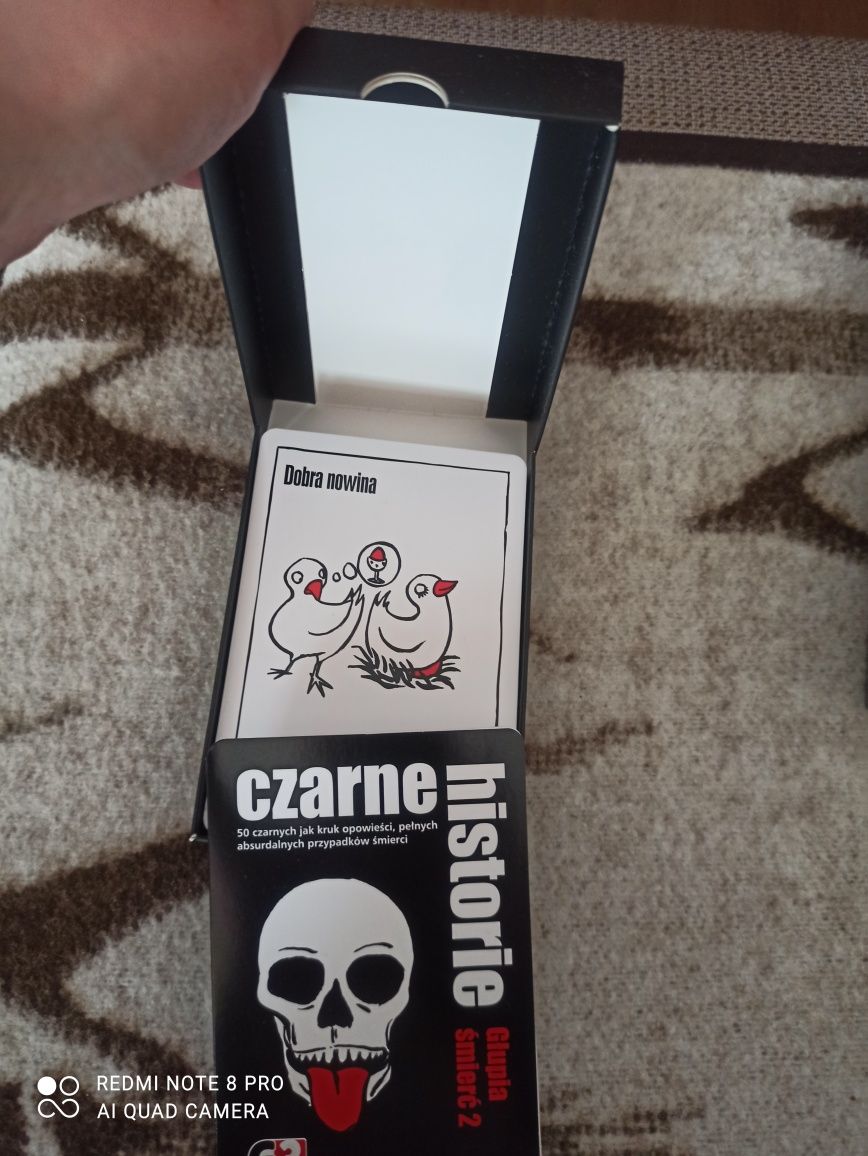 Dobra nowina
czarne
historie
50 czarnych jak kruk opowieści, pełnych
absurdalnych przypadków śmierci
Głupia
śmierć 2
G3
REDMI NOTE 8 PRO
AI QUAD CAMERA